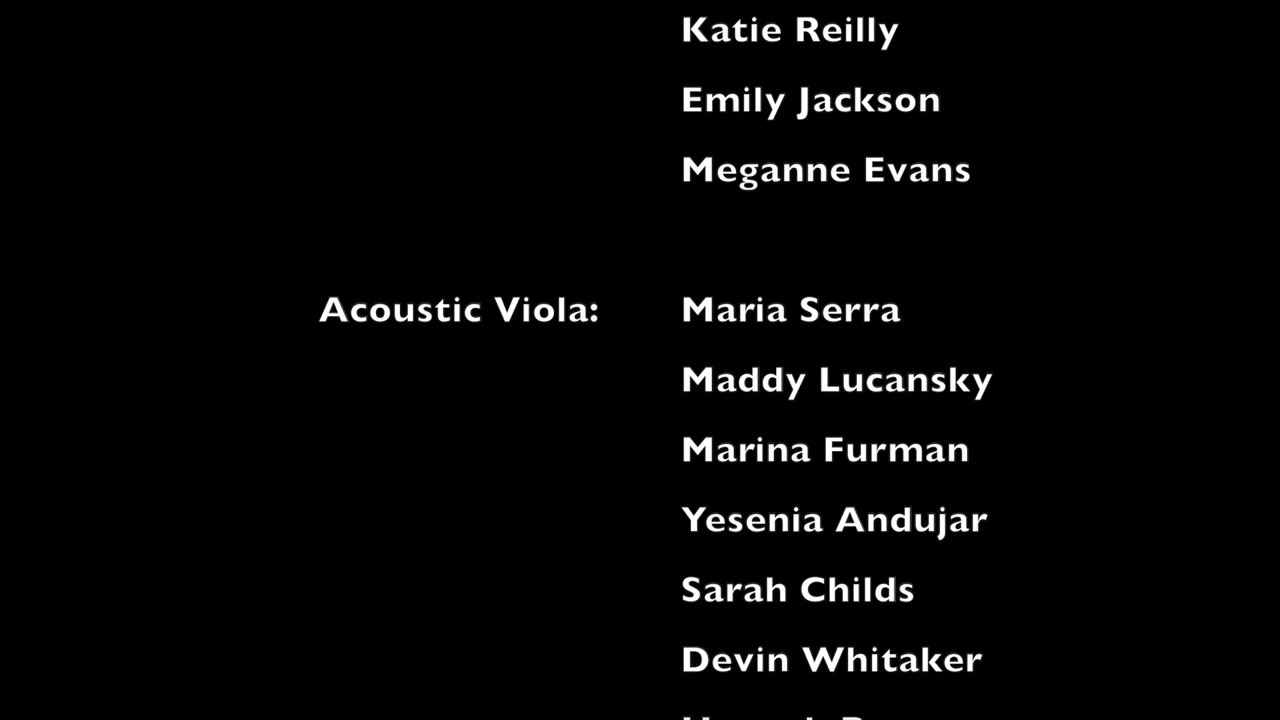 Katie Reilly
Emily Jackson
Meganne Evans
Acoustic Viola: Maria Serra
Maddy Lucansky
Marina Furman
Yesenia Andujar
Sarah Childs
Devin Whitaker